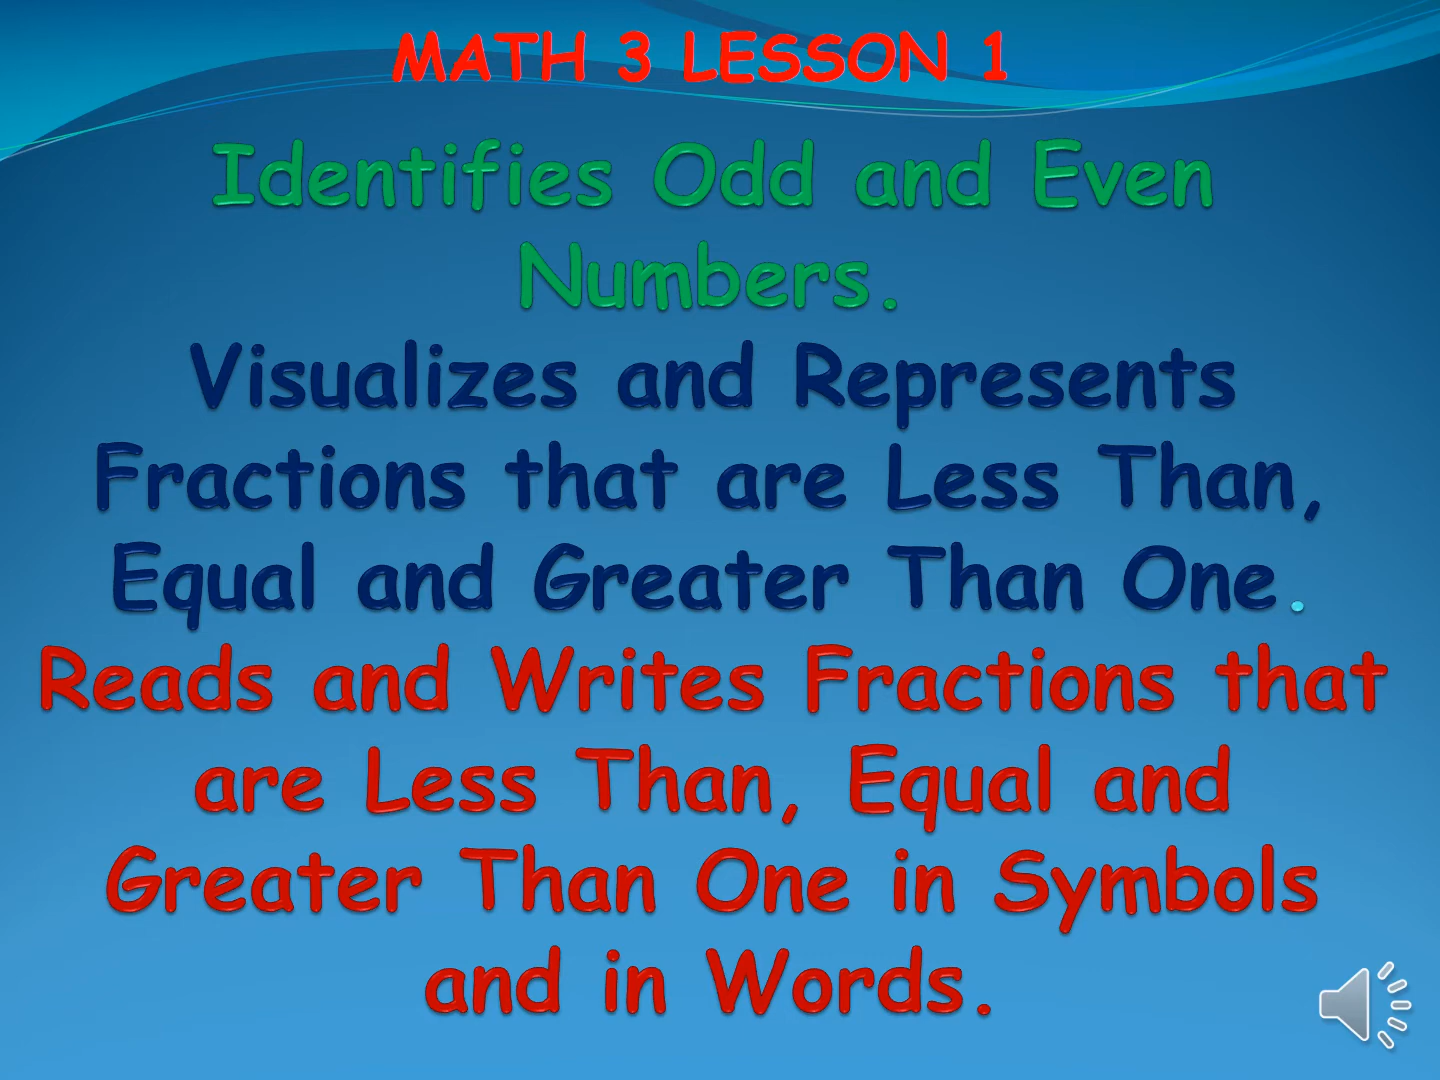 MATH 3 LESSON 1
Identifies Odd and Even
Numbers.
Visualizes and Represents
Fractions that are Less Than,
Equal and Greater Than One.
Reads and Writes Fractions that
are Less Than, Equal and
Greater Than One in Symbols
and in Words.